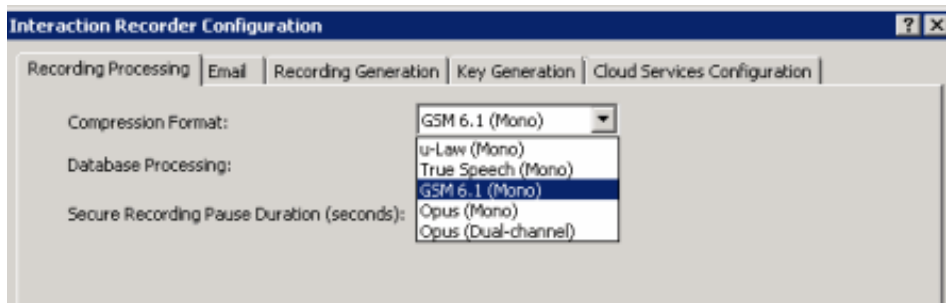 Interaction Recorder Configuration ? X
Recording Processing Email Recording Generation Key Generation Cloud Services Configuration
Compression Format: GSM 6.1 (Mono)
u-Law (Mono)
Database Processing: True Speech (Mono)
GSM 6.1 (Mono)
Secure Recording Pause Duration (seconds): Opus (Mono)
Opus (Dual-channel)